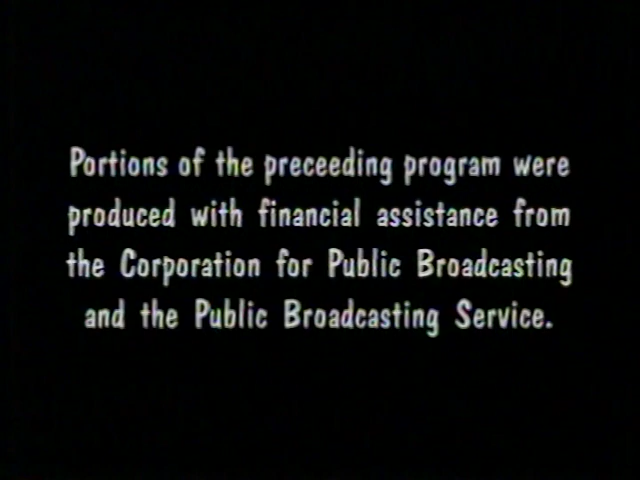 Portions of the preceeding program were
produced with financial assistance from
the Corporation for Public Broadcasting
and the Public Broadcasting Service.